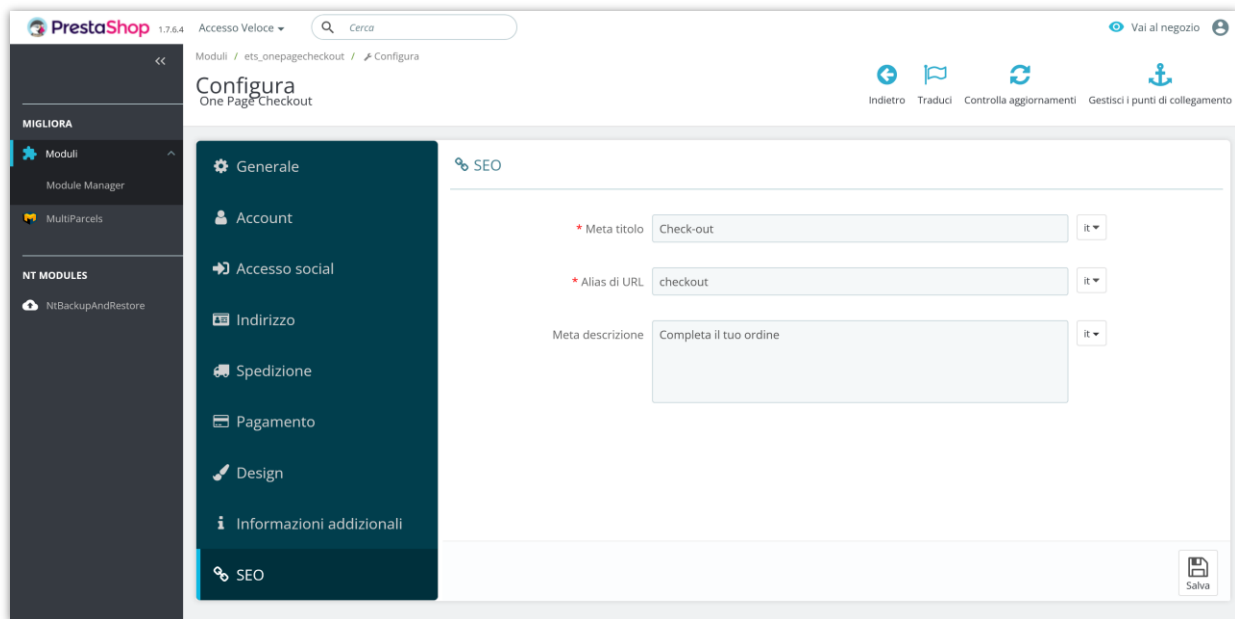 PrestaShop 1.7.6.4 Accesso Veloce Cerca Vai al negozio
Moduli / ets_onepagecheckout / Configura
Configura
One Page Checkout
Indietro Traduci Controlla aggiornamenti Gestisci i punti di collegamento
MIGLIORA
Moduli
Module Manager
MultiParcels
NT MODULES
NtBackupAndRestore
Generale
Account
Accesso social
Indirizzo
Spedizione
Pagamento
Design
Informazioni addizionali
SEO
SEO
* Meta titolo Check-out it
* Alias di URL checkout it
Meta descrizione Completa il tuo ordine it
Salva